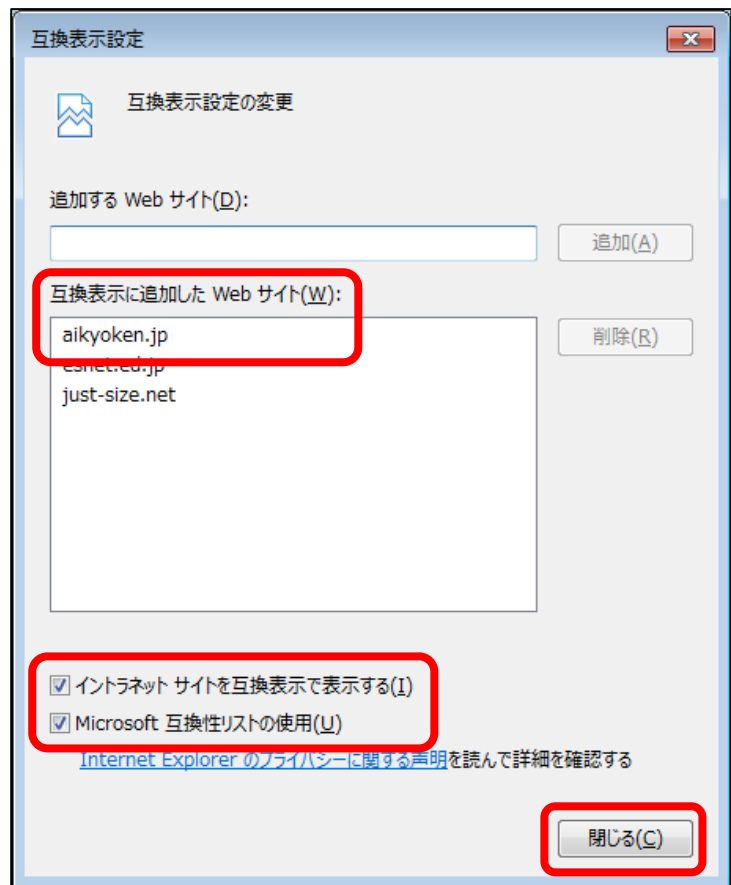 互換表示設定
互換表示設定の変更
追加する Web サイト(D):
追加(A)
互換表示に追加した Web サイト(W):
aikyoken.jp
削除(R)
esnet.ed.jp
just-size.net
イントラネット サイトを互換表示で表示する(I)
Microsoft 互換性リストの使用(U)
Internet Explorer のプライバシーに関する声明を読んで詳細を確認する
閉じる(C)